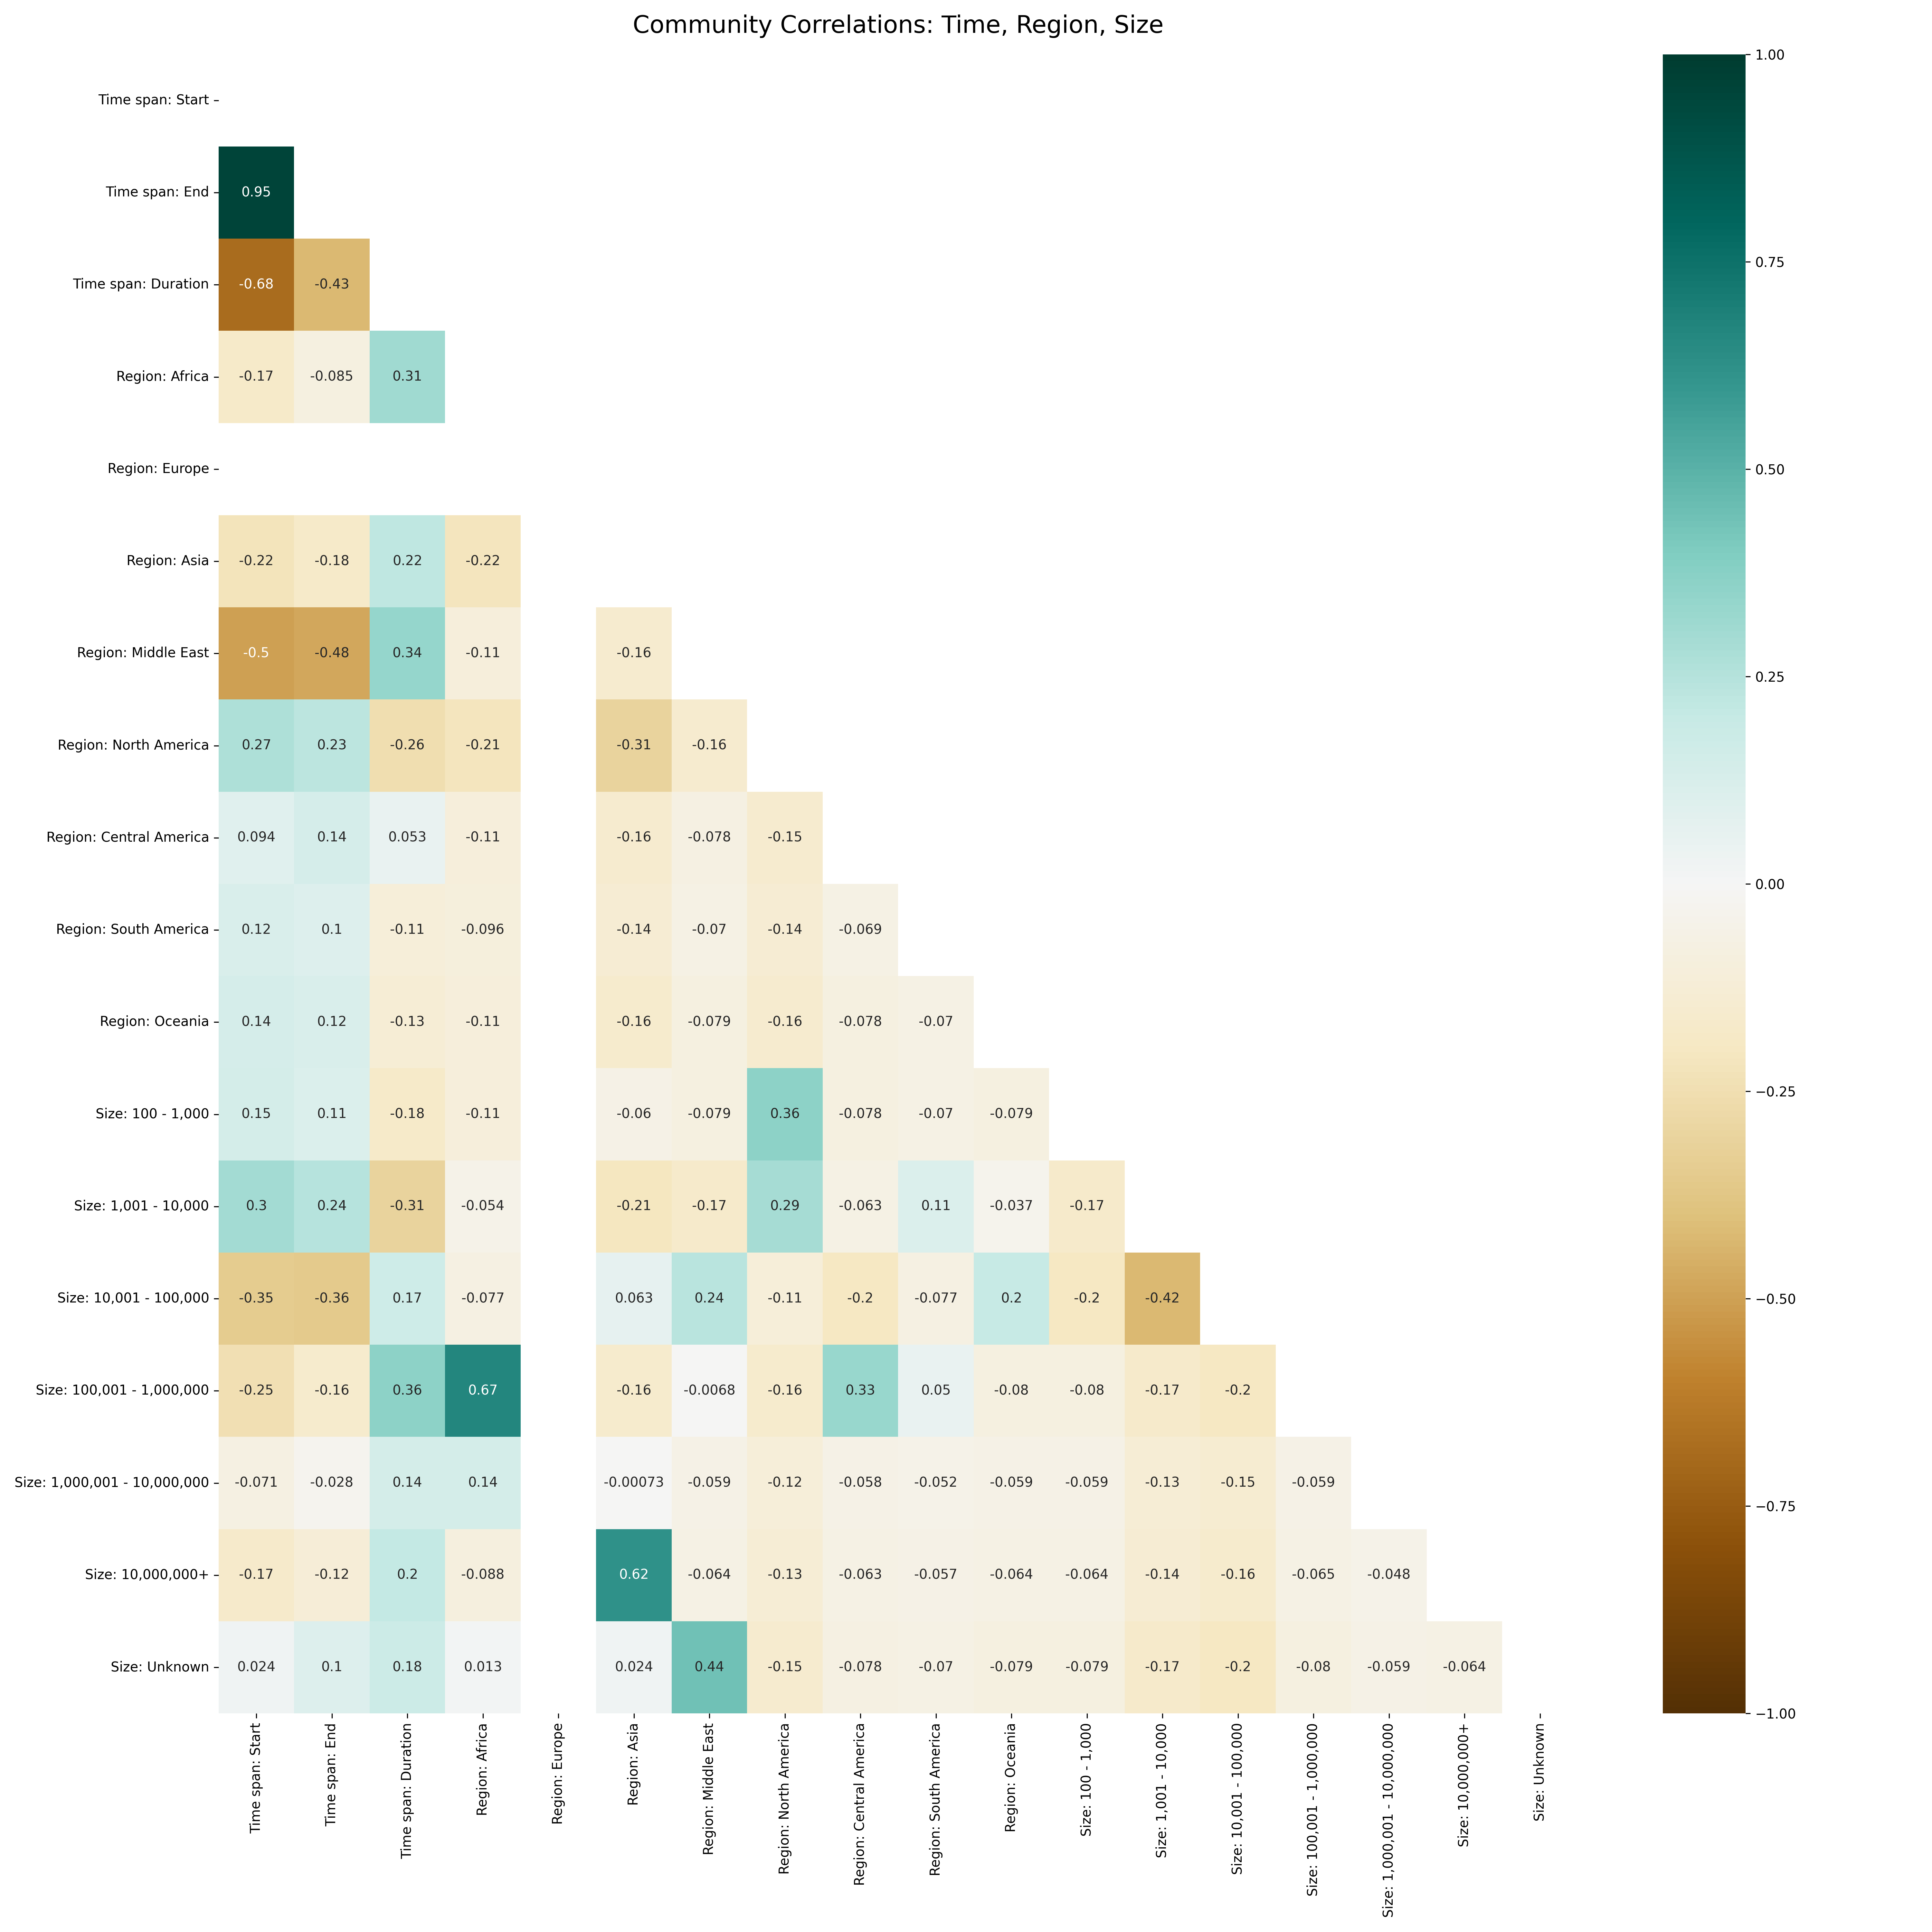 Community Correlations: Time, Region, Size
Time span: Start
Time span: End 0.95
Time span: Duration -0.68 -0.43
Region: Africa -0.17 -0.085 0.31
Region: Europe
Region: Asia -0.22 -0.18 0.22 -0.22
Region: Middle East -0.5 -0.48 0.34 -0.11 -0.16
Region: North America 0.27 0.23 -0.26 -0.21 -0.31 -0.16
Region: Central America 0.094 0.14 0.053 -0.11 -0.16 -0.078 -0.15
Region: South America 0.12 0.1 -0.11 -0.096 -0.14 -0.07 -0.14 -0.069
Region: Oceania 0.14 0.12 -0.13 -0.11 -0.16 -0.079 -0.16 -0.078 -0.07
Size: 100 - 1,000 0.15 0.11 -0.18 -0.11 -0.06 -0.079 0.36 -0.078 -0.07 -0.079
Size: 1,001 - 10,000 0.3 0.24 -0.31 -0.054 -0.21 -0.17 0.29 -0.063 0.11 -0.037 -0.17
Size: 10,001 - 100,000 -0.35 -0.36 0.17 -0.077 0.063 0.24 -0.11 -0.2 -0.077 0.2 -0.2 -0.42
Size: 100,001 - 1,000,000 -0.25 -0.16 0.36 0.67 -0.16 -0.0068 -0.16 0.33 0.05 -0.08 -0.08 -0.17 -0.2
Size: 1,000,001 - 10,000,000 -0.071 -0.028 0.14 0.14 -0.00073 -0.059 -0.12 -0.058 -0.052 -0.059 -0.059 -0.13 -0.15 -0.059
Size: 10,000,000+ -0.17 -0.12 0.2 -0.088 0.62 -0.064 -0.13 -0.063 -0.057 -0.064 -0.064 -0.14 -0.16 -0.065 -0.048
Size: Unknown 0.024 0.1 0.18 0.013 0.024 0.44 -0.15 -0.078 -0.07 -0.079 -0.079 -0.17 -0.2 -0.08 -0.059 -0.064
Time span: Start
Time span: End
Time span: Duration
Region: Africa
Region: Europe
Region: Asia
Region: Middle East
Region: North America
Region: Central America
Region: South America
Region: Oceania
Size: 100 - 1,000
Size: 1,001 - 10,000
Size: 10,001 - 100,000
Size: 100,001 - 1,000,000
Size: 1,000,001 - 10,000,000
Size: 10,000,000+
Size: Unknown
1.00
0.75
0.50
0.25
0.00
−0.25
−0.50
−0.75
−1.00